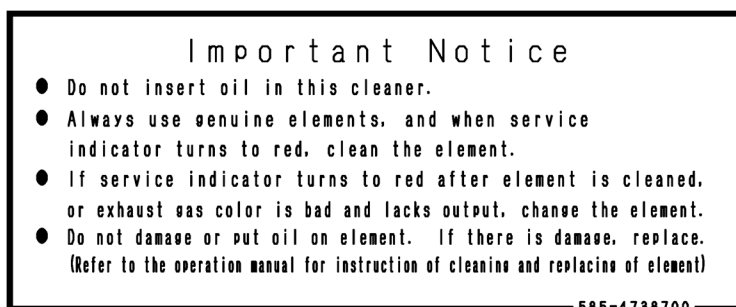 Important Notice
● Do not insert oil in this cleaner.
● Always use genuine elements, and when service
indicator turns to red, clean the element.
● If service indicator turns to red after element is cleaned,
or exhaust gas color is bad and lacks output, change the element.
● Do not damage or put oil on element. If there is damage, replace.
(Refer to the operation manual for instruction of cleaning and replacing of element)
585-4738700